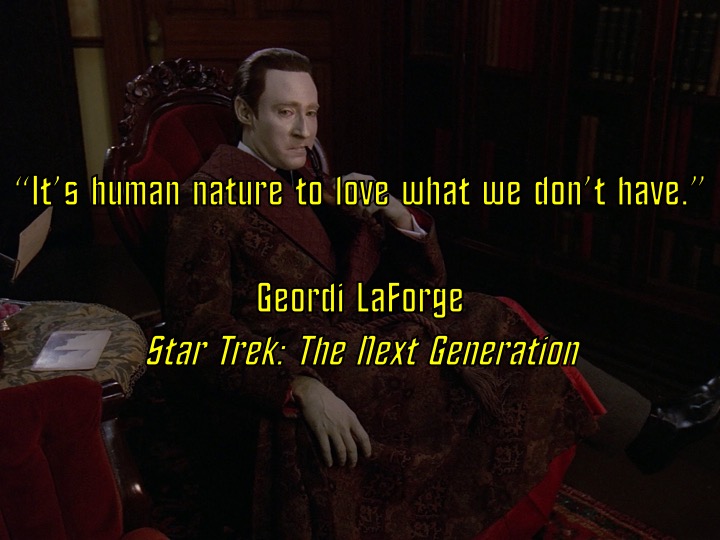 “It’s human nature to love what we don’t have.”
Geordi LaForge
Star Trek: The Next Generation